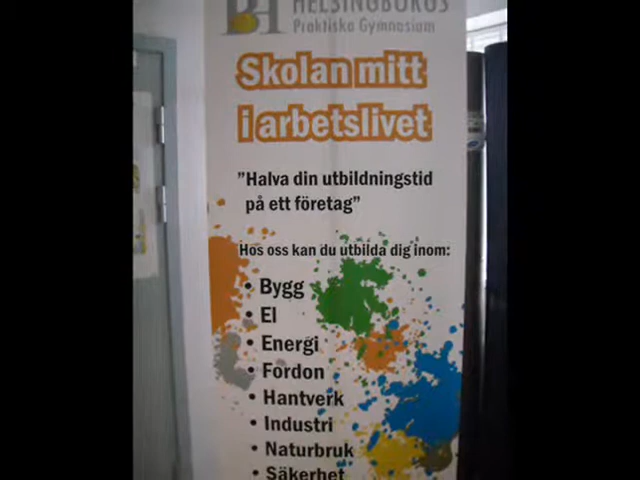 HELSINGBORGS
Praktiska Gymnasium
Skolan mitt
i arbetslivet
"Halva din utbildningstid
på ett företag"
Hos oss kan du utbilda dig inom:
• Bygg
• El
• Energi
• Fordon
• Hantverk
• Industri
• Naturbruk
• Säkerhet